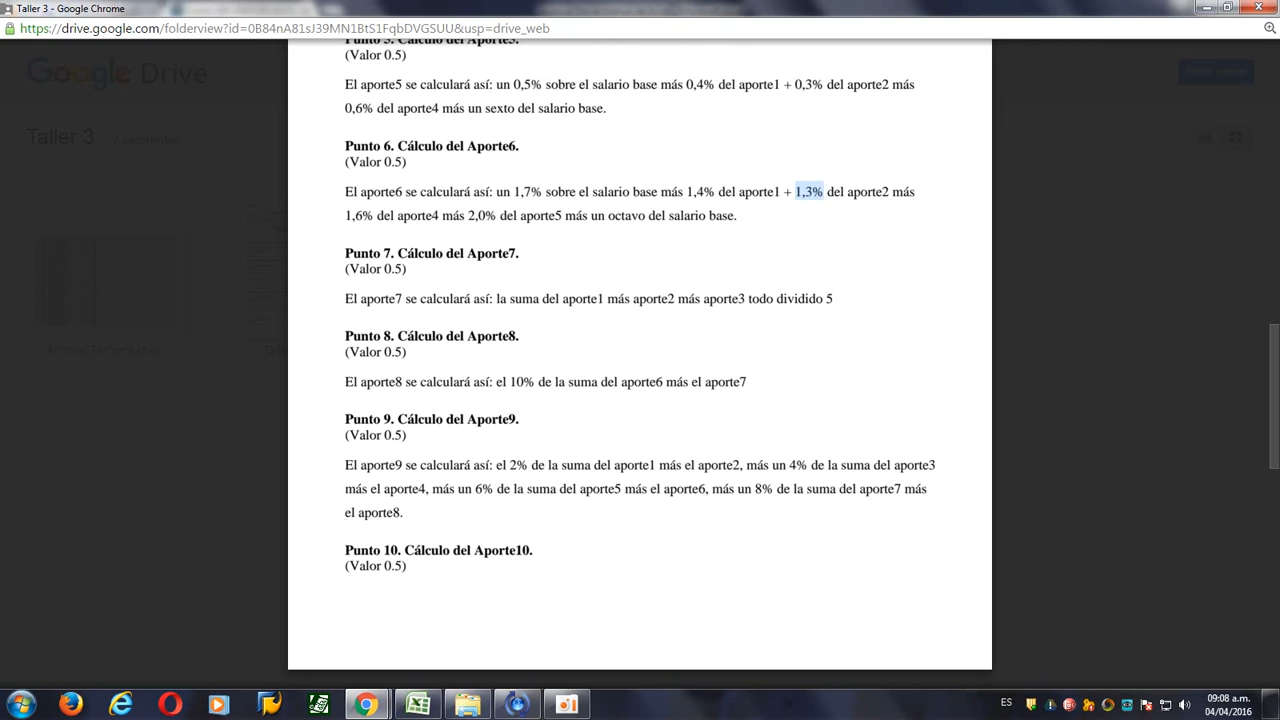 Taller 3 - Google Chrome
https://drive.google.com/folderview?id=0B84nA81sJ39MN1BtS1FqbDVGSUU&usp=drive_web
Google Drive
Taller 3
Punto 5. Cálculo del Aporte5.
(Valor 0.5)
El aporte5 se calculará así: un 0,5% sobre el salario base más 0,4% del aporte1 + 0,3% del aporte2 más
0,6% del aporte4 más un sexto del salario base.
Punto 6. Cálculo del Aporte6.
(Valor 0.5)
El aporte6 se calculará así: un 1,7% sobre el salario base más 1,4% del aporte1 + 1,3% del aporte2 más
1,6% del aporte4 más 2,0% del aporte5 más un octavo del salario base.
Punto 7. Cálculo del Aporte7.
(Valor 0.5)
El aporte7 se calculará así: la suma del aporte1 más aporte2 más aporte3 todo dividido 5
Punto 8. Cálculo del Aporte8.
(Valor 0.5)
El aporte8 se calculará así: el 10% de la suma del aporte6 más el aporte7
Punto 9. Cálculo del Aporte9.
(Valor 0.5)
El aporte9 se calculará así: el 2% de la suma del aporte1 más el aporte2, más un 4% de la suma del aporte3
más el aporte4, más un 6% de la suma del aporte5 más el aporte6, más un 8% de la suma del aporte7 más
el aporte8.
Punto 10. Cálculo del Aporte10.
(Valor 0.5)
ES
09:08 a.m.
04/04/2016